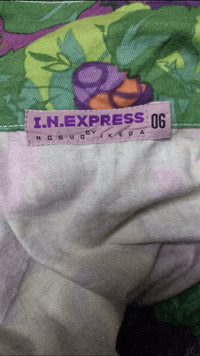 I.N.EXPRESS 06
BY
NOBUO IKEDA